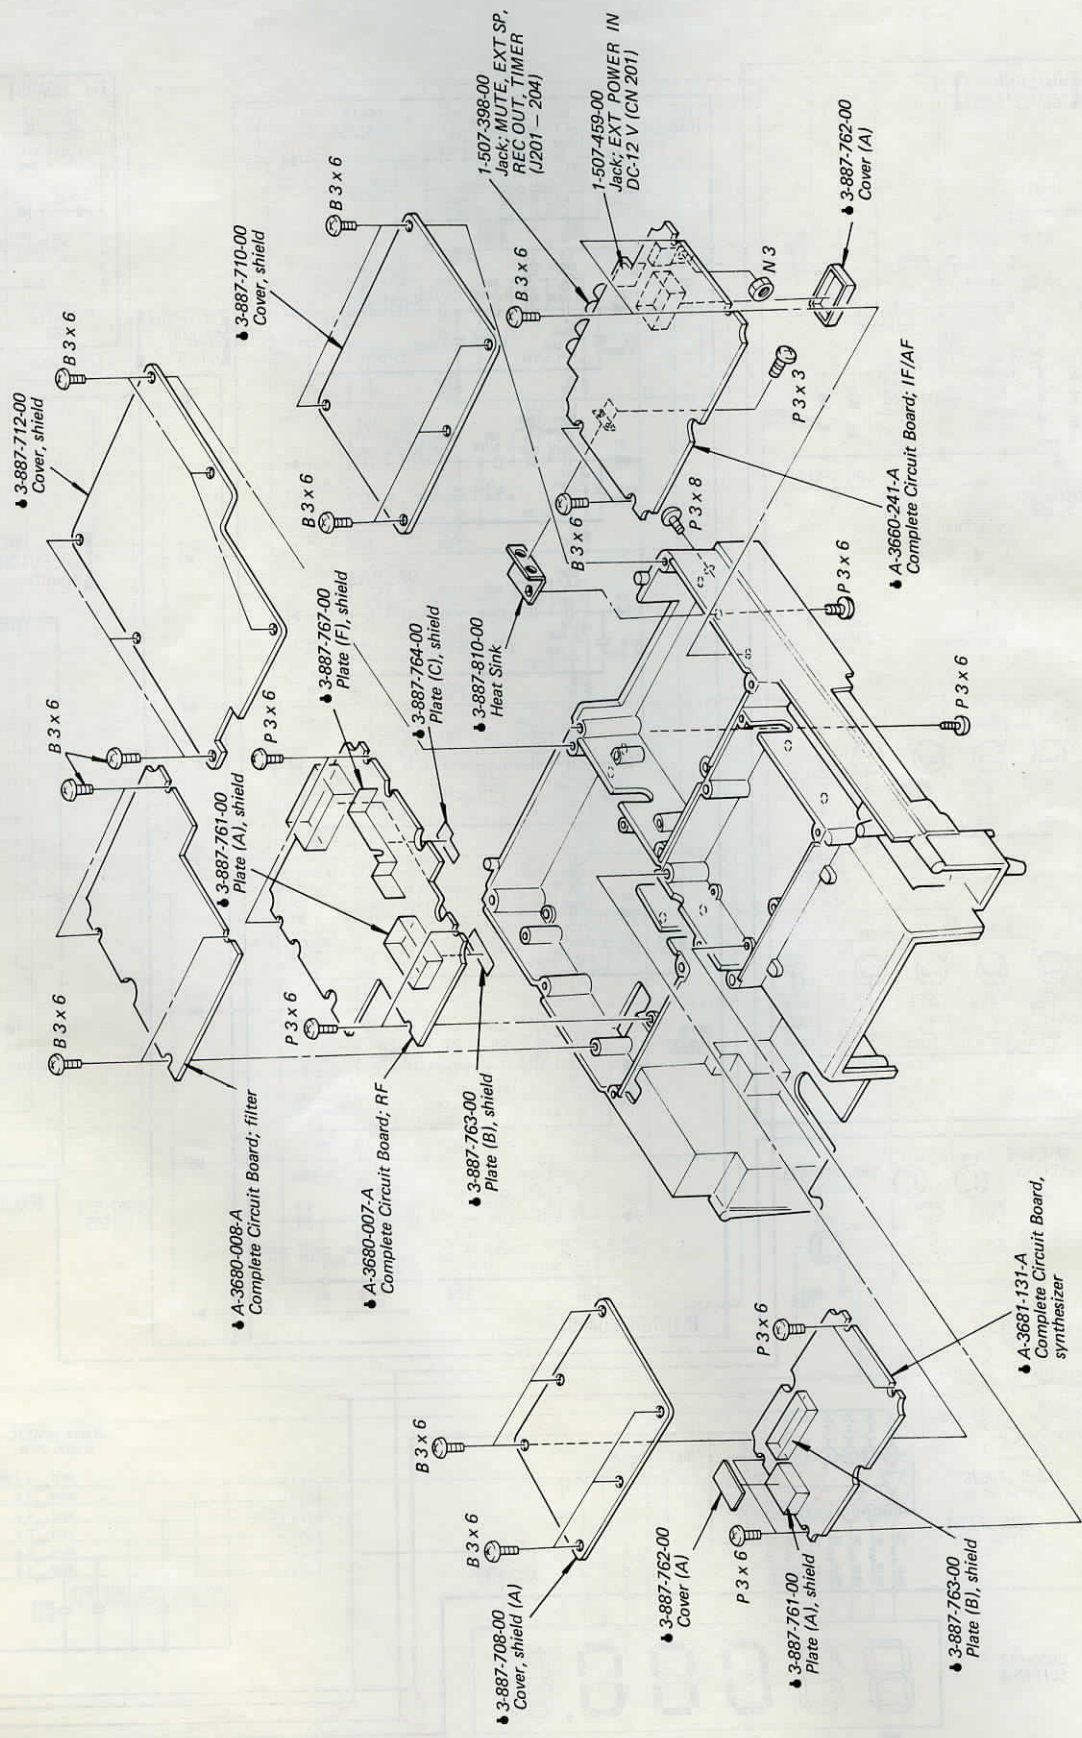 3-887-712-00
Cover, shield
B 3 x 6
3-887-710-00
Cover, shield
B 3 x 6
B 3 x 6
1-507-398-00
Jack; MUTE, EXT SP,
REC OUT, TIMER
(J201 – 204)
1-507-459-00
Jack; EXT POWER IN
DC-12 V (CN 201)
B 3 x 6
N 3
3-887-762-00
Cover (A)
P 3 x 3
B 3 x 6
P 3 x 8
A-3660-241-A
Complete Circuit Board; IF/AF
P 3 x 6
P 3 x 6
3-887-810-00
Heat Sink
3-887-764-00
Plate (C), shield
3-887-767-00
Plate (F), shield
P 3 x 6
B 3 x 6
3-887-761-00
Plate (A), shield
B 3 x 6
P 3 x 6
A-3680-008-A
Complete Circuit Board; filter
A-3680-007-A
Complete Circuit Board; RF
3-887-763-00
Plate (B), shield
B 3 x 6
B 3 x 6
3-887-708-00
Cover, shield (A)
3-887-762-00
Cover (A)
P 3 x 6
P 3 x 6
3-887-761-00
Plate (A), shield
3-887-763-00
Plate (B), shield
A-3681-131-A
Complete Circuit Board,
synthesizer